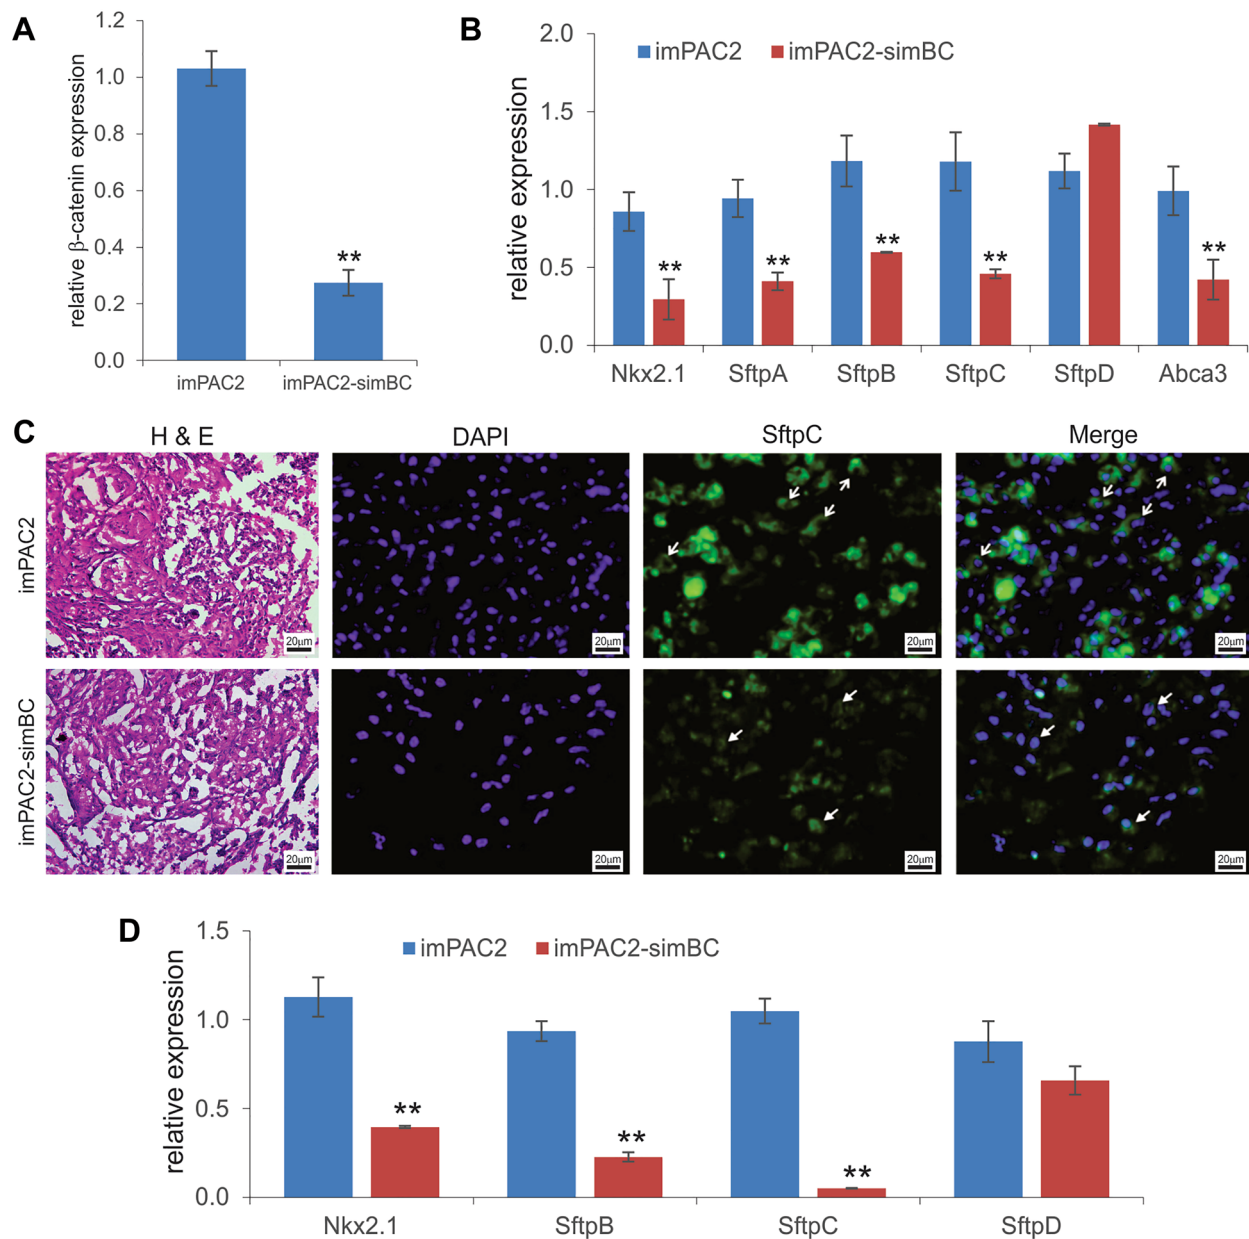 A
1.2
1.0
0.8
0.6
0.4
0.2
0.0
relative β-catenin expression
**
imPAC2
imPAC2-simBC
B
imPAC2
imPAC2-simBC
2.0
1.5
1.0
0.5
0.0
relative expression
**
**
**
**
**
Nkx2.1
SftpA
SftpB
SftpC
SftpD
Abca3
C
H & E
DAPI
SftpC
Merge
imPAC2
20µm
20µm
20µm
20µm
imPAC2-simBC
20µm
20µm
20µm
20µm
D
imPAC2
imPAC2-simBC
1.5
1.0
0.5
0.0
relative expression
**
**
**
Nkx2.1
SftpB
SftpC
SftpD